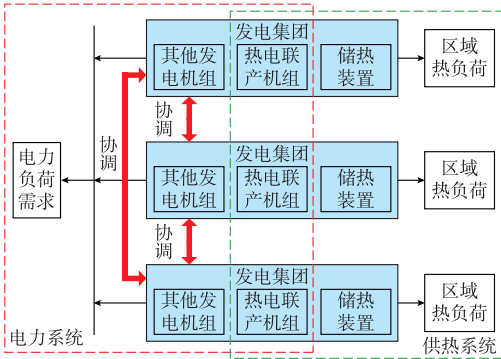 发电集团
其他发
电机组
热电联
产机组
储热
装置
区域
热负荷
协调
协
调
发电集团
其他发
电机组
热电联
产机组
储热
装置
区域
热负荷
电力
负荷
需求
协
调
发电集团
其他发
电机组
热电联
产机组
储热
装置
区域
热负荷
电力系统
供热系统